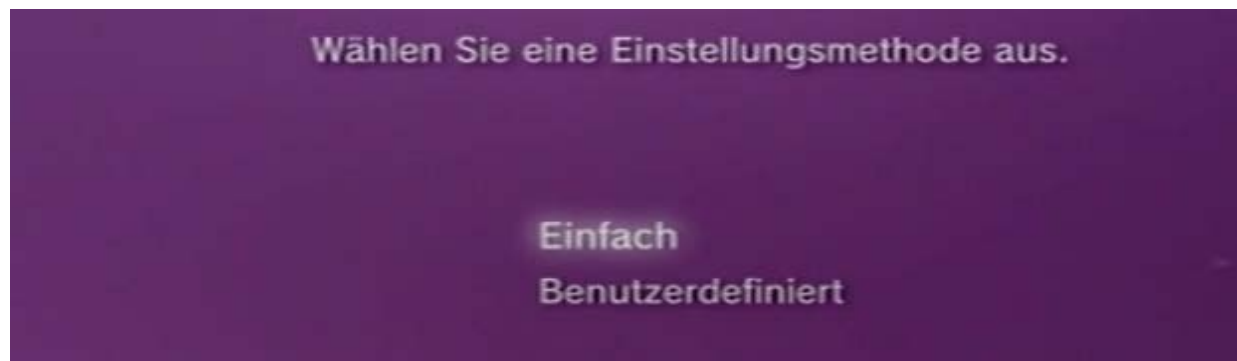 Wählen Sie eine Einstellungsmethode aus.
Einfach
Benutzerdefiniert